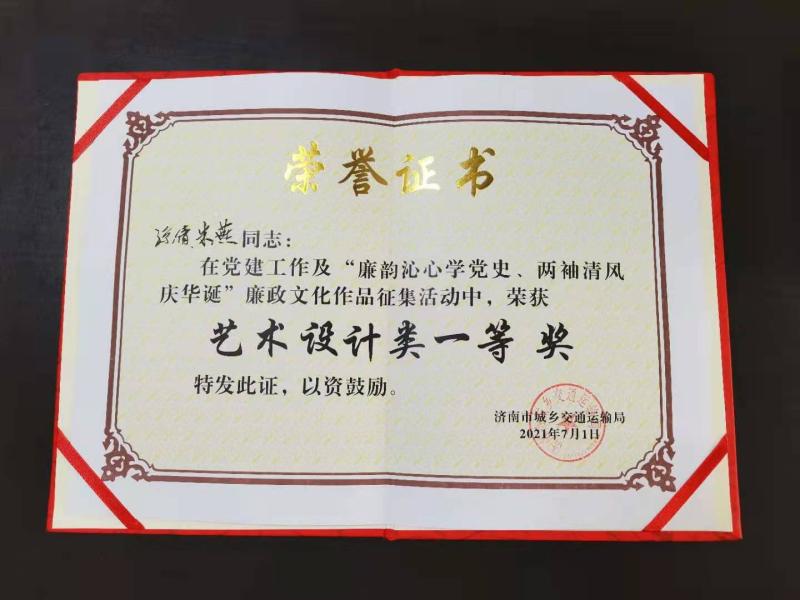 荣誉证书
同志：
在党建工作及“廉韵沁心学党史、两袖清风
庆华诞”廉政文化作品征集活动中，荣获
艺术设计类一等奖
特发此证，以资鼓励。
济南市城乡交通运输局
2021年7月1日